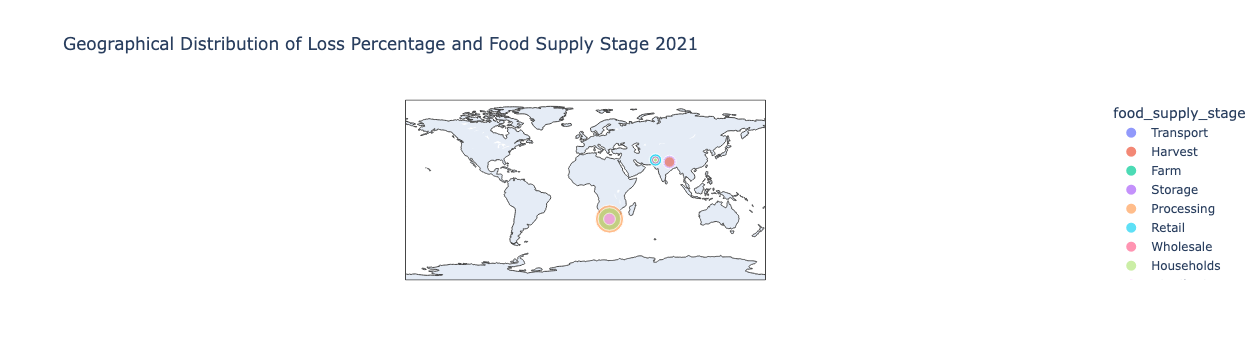 Geographical Distribution of Loss Percentage and Food Supply Stage 2021
food_supply_stage
Transport
Harvest
Farm
Storage
Processing
Retail
Wholesale
Households